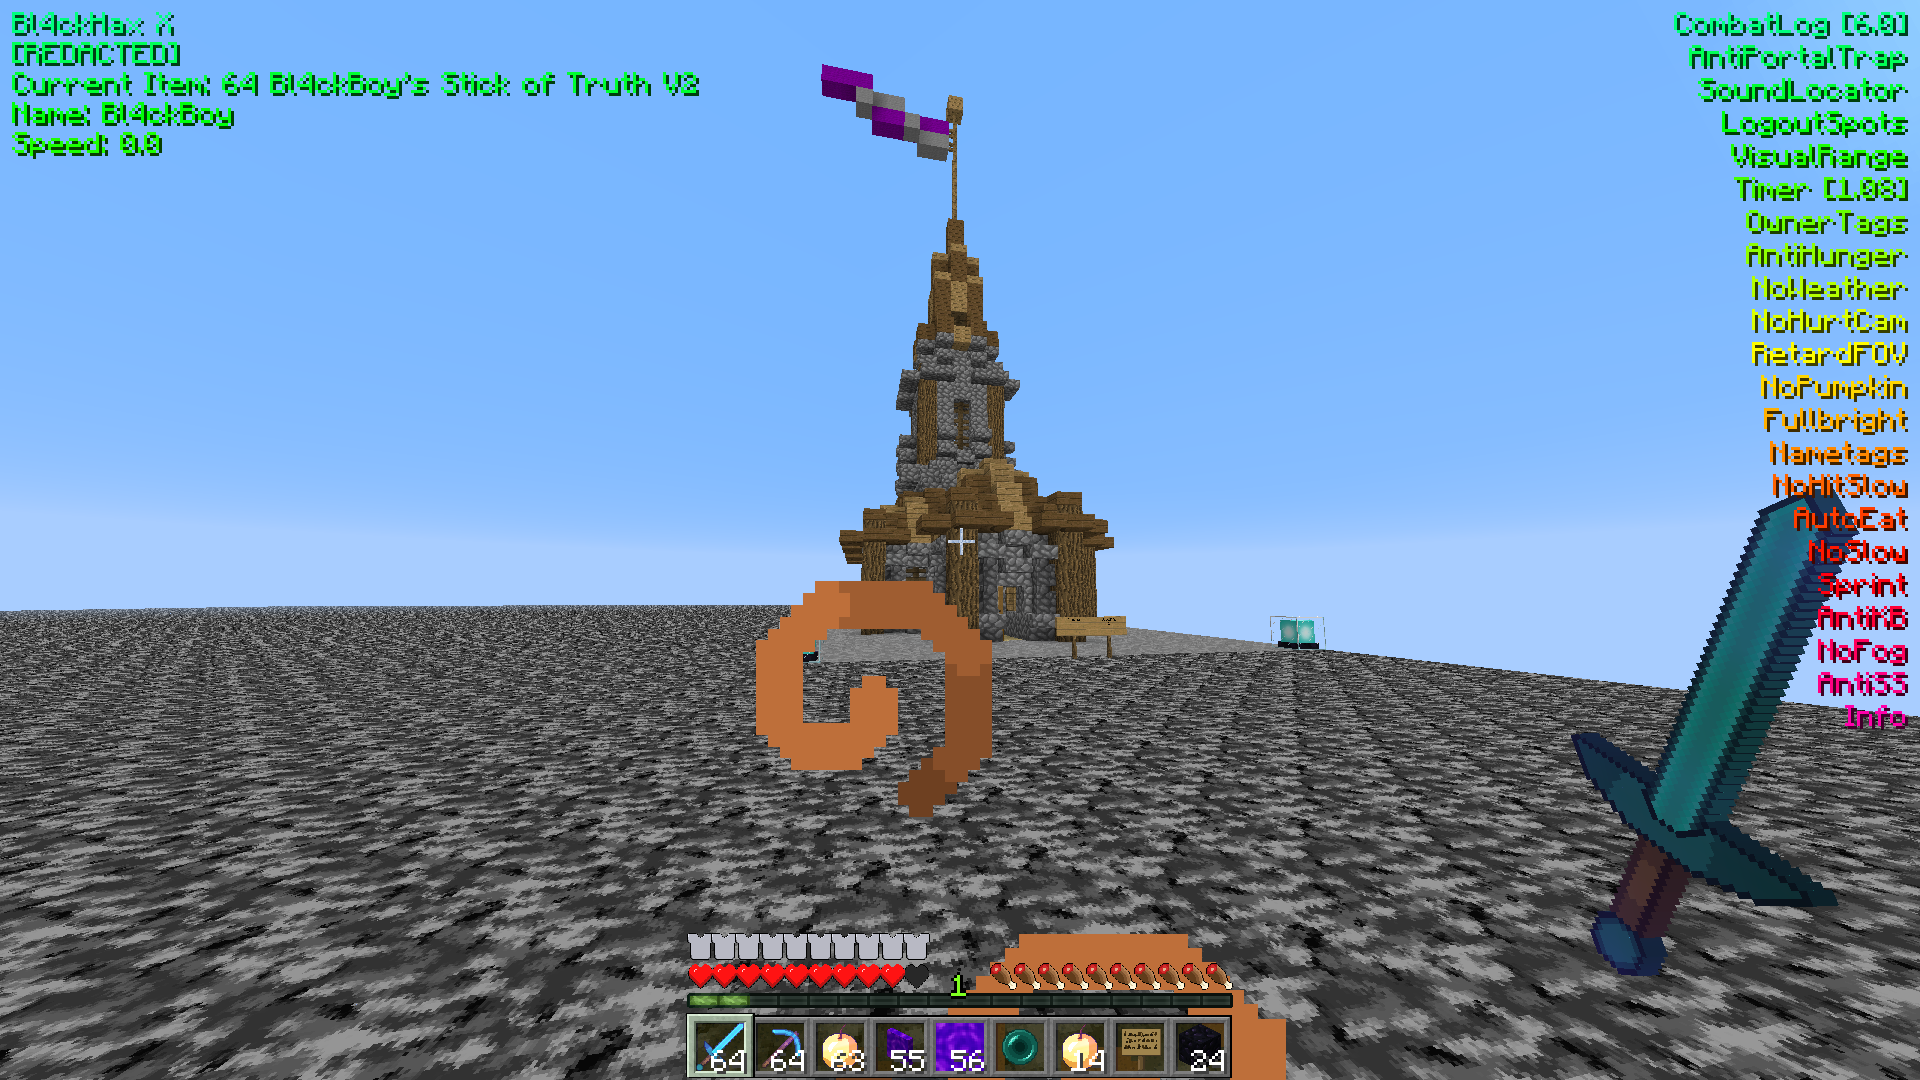 Bl4ckHax X
[REDACTED]
Current Item: 64 Bl4ckBoy's Stick of Truth V2
Name: Bl4ckBoy
Speed: 0.0
CombatLog [6.0]
AntiPortalTrap
SoundLocator
LogoutSpots
VisualRange
Timer [1.08]
OwnerTags
AntiHunger
NoWeather
NoHurtCam
RetardFOV
NoPumpkin
Fullbright
Nametags
NoHitSlow
AutoEat
NoSlow
Sprint
AntiKB
NoFog
AntiSS
Info
1
64
64
63
55
56
14
24